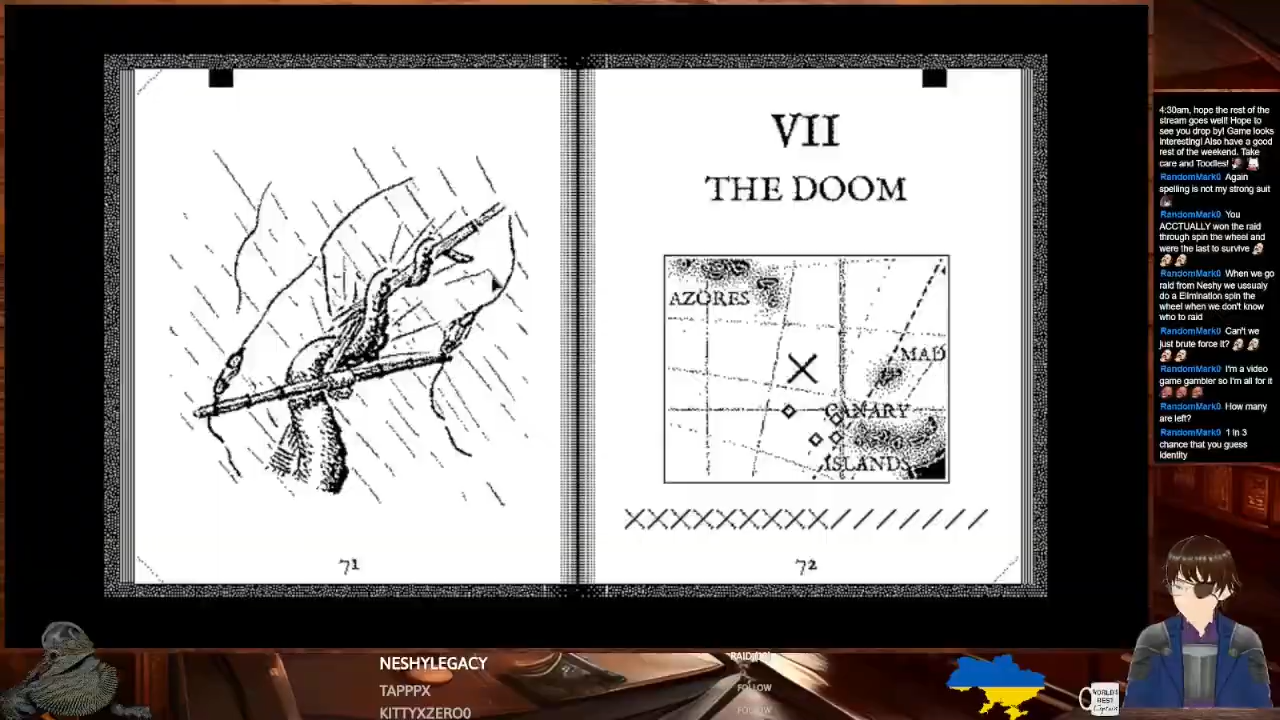 VII
THE DOOM
AZORES
MAD
CANARY
ISLANDS
71
72
4:30am, hope the rest of the
stream goes well! Hope to
see you drop by! Game looks
interesting! Also have a good
rest of the weekend. Take
care and Toodles!
RandomMark0 Again
spelling is not my strong suit
RandomMark0 You
ACCTUALLY won the raid
through spin the wheel and
were the last to survive
RandomMark0 When we go
raid from Neshy we ussualy
do a Elmination spin the
wheel when we don't know
who to raid
RandomMark0 Can't we
just brute force it?
RandomMark0 I'm a video
game gambler so I'm all for it
RandomMark0 How many
are left?
RandomMark0 1 in 3
chance that you guess
identity
NESHYLEGACY
TAPPPX
FOLLOW
KITTYXZERO0
FOLLOW
WORLD'S
BEST